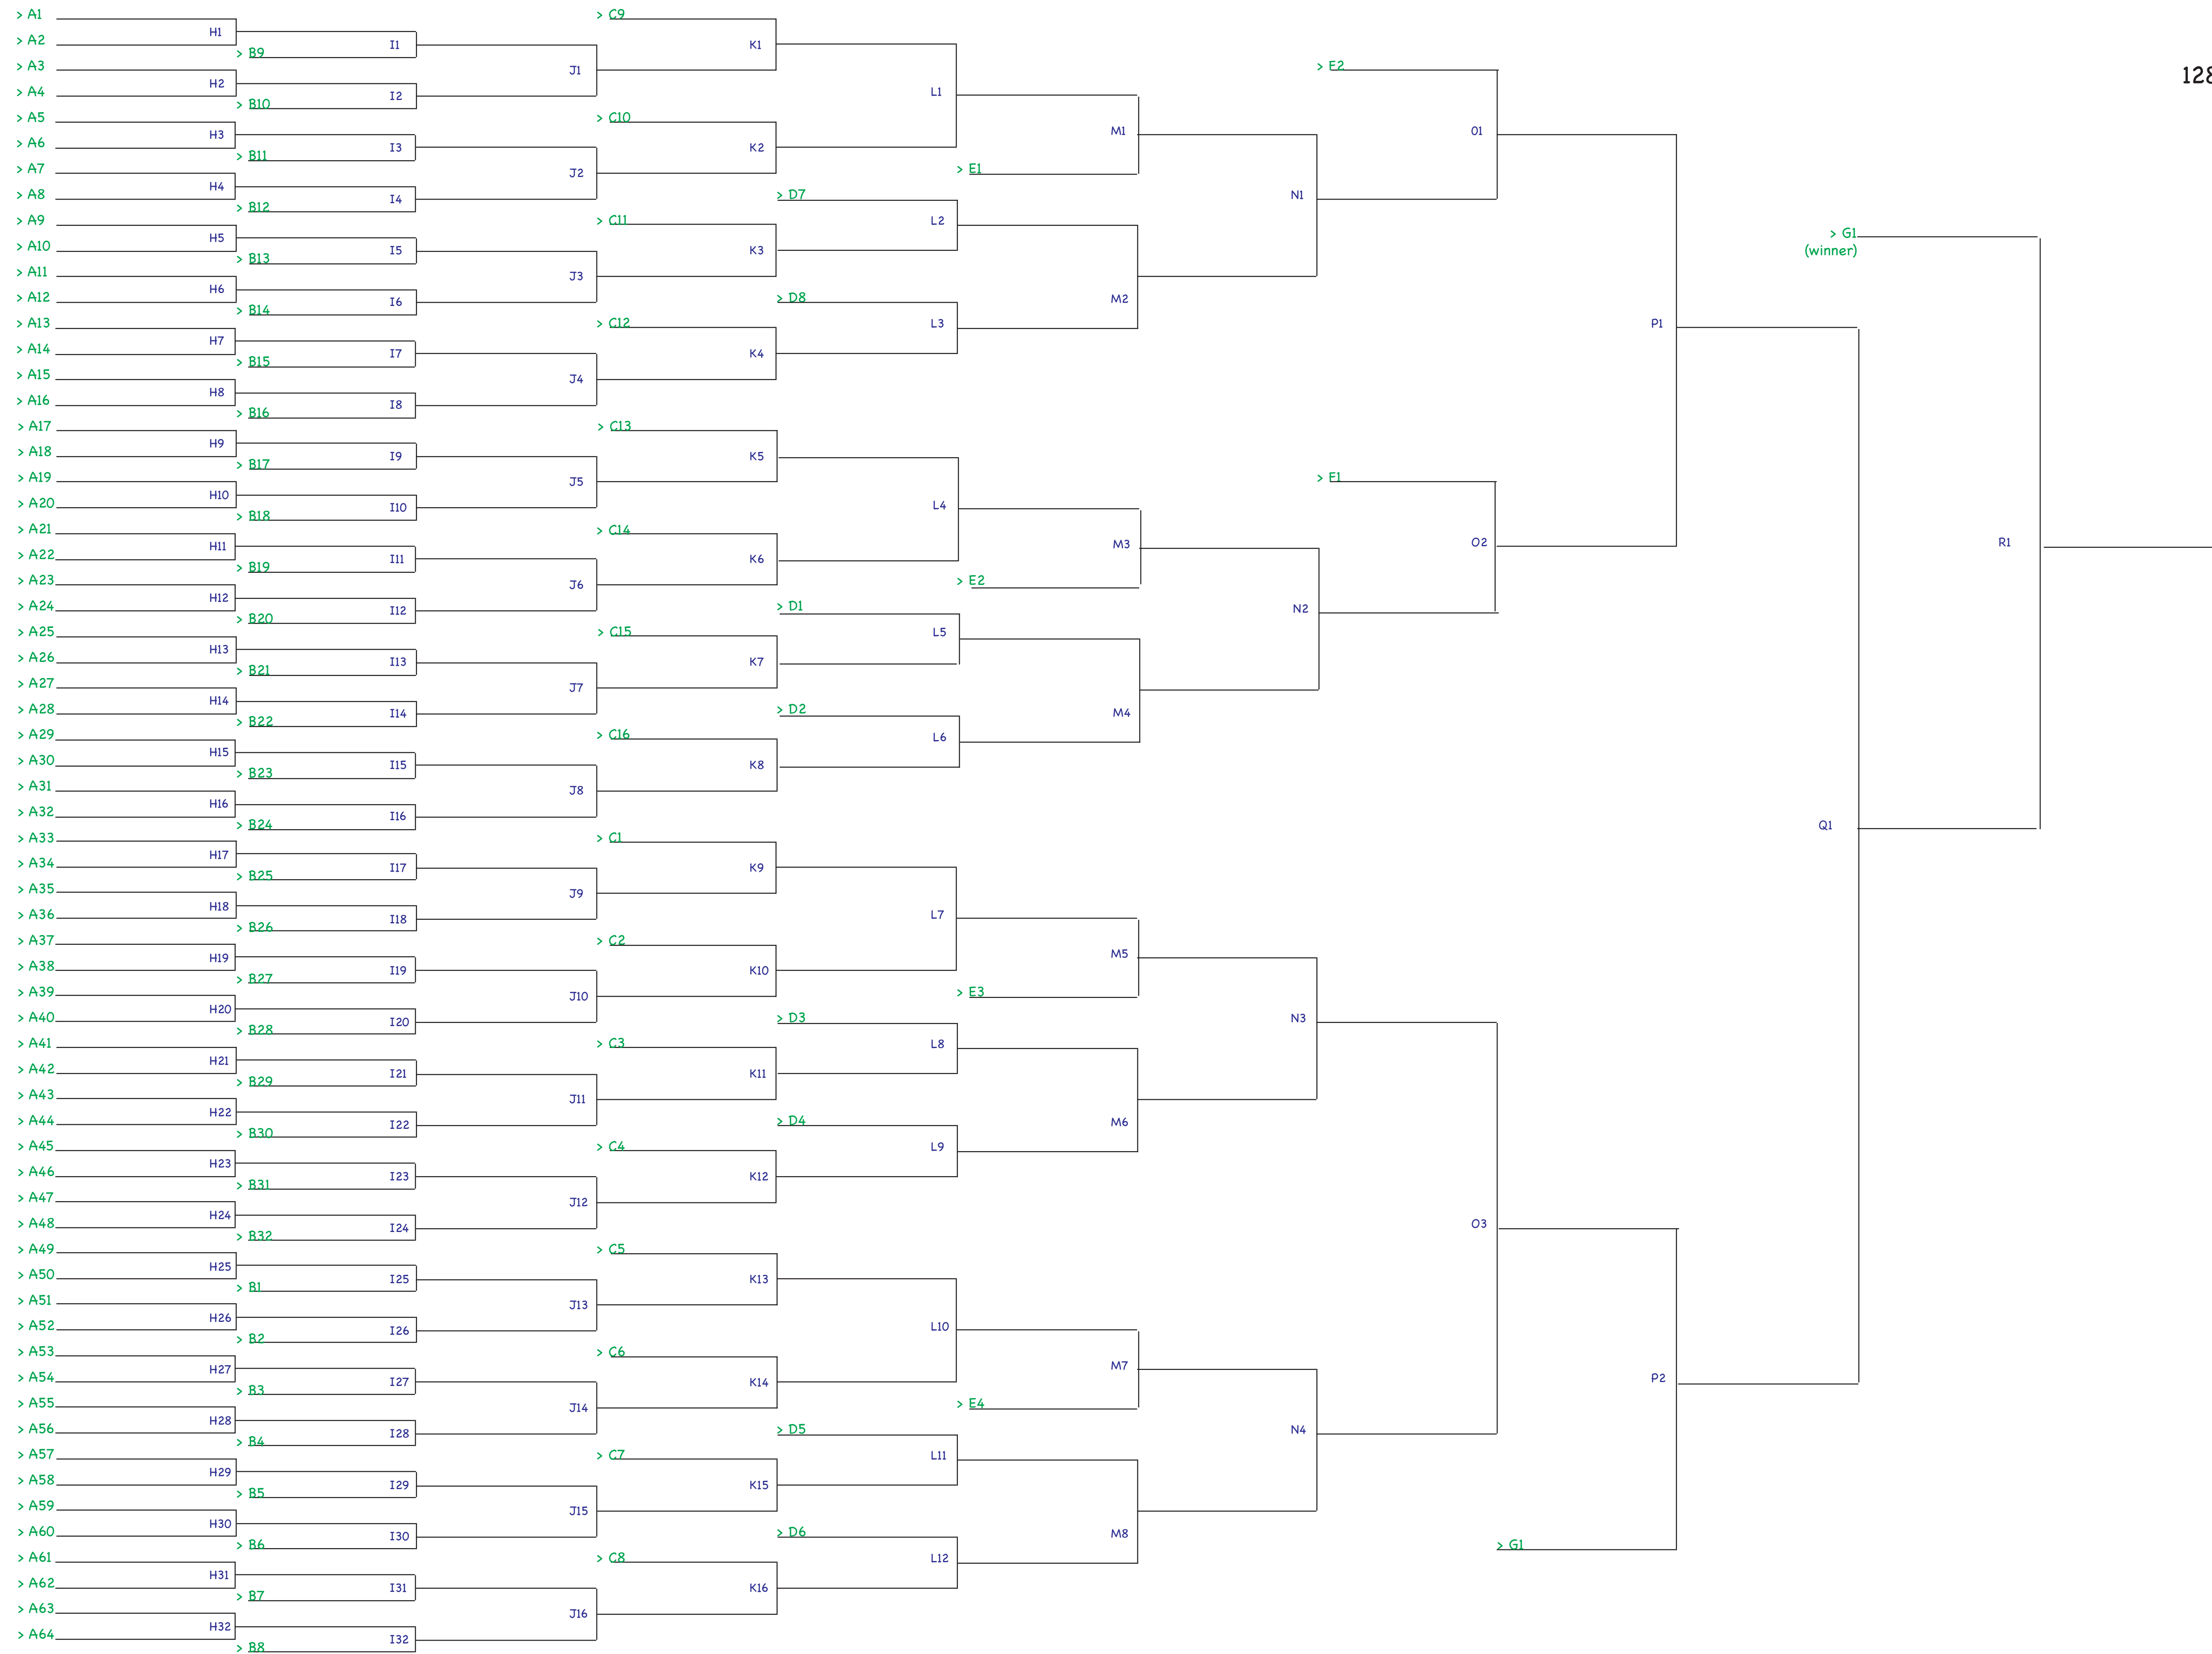 > A1
> A2
> A3
> A4
> A5
> A6
> A7
> A8
> A9
> A10
> A11
> A12
> A13
> A14
> A15
> A16
> A17
> A18
> A19
> A20
> A21
> A22
> A23
> A24
> A25
> A26
> A27
> A28
> A29
> A30
> A31
> A32
> A33
> A34
> A35
> A36
> A37
> A38
> A39
> A40
> A41
> A42
> A43
> A44
> A45
> A46
> A47
> A48
> A49
> A50
> A51
> A52
> A53
> A54
> A55
> A56
> A57
> A58
> A59
> A60
> A61
> A62
> A63
> A64
H1
H2
H3
H4
H5
H6
H7
H8
H9
H10
H11
H12
H13
H14
H15
H16
H17
H18
H19
H20
H21
H22
H23
H24
H25
H26
H27
H28
H29
H30
H31
H32
> B9
> B10
> B11
> B12
> B13
> B14
> B15
> B16
> B17
> B18
> B19
> B20
> B21
> B22
> B23
> B24
> B25
> B26
> B27
> B28
> B29
> B30
> B31
> B32
> B1
> B2
> B3
> B4
> B5
> B6
> B7
> B8
I1
I2
I3
I4
I5
I6
I7
I8
I9
I10
I11
I12
I13
I14
I15
I16
I17
I18
I19
I20
I21
I22
I23
I24
I25
I26
I27
I28
I29
I30
I31
I32
J1
J2
J3
J4
J5
J6
J7
J8
J9
J10
J11
J12
J13
J14
J15
J16
> C9
> C10
> C11
> C12
> C13
> C14
> C15
> C16
> C1
> C2
> C3
> C4
> C5
> C6
> C7
> C8
K1
K2
K3
K4
K5
K6
K7
K8
K9
K10
K11
K12
K13
K14
K15
K16
> D7
> D8
> D1
> D2
> D3
> D4
> D5
> D6
L1
L2
L3
L4
L5
L6
L7
L8
L9
L10
L11
L12
> E1
> E2
> E3
> E4
M1
M2
M3
M4
M5
M6
M7
M8
N1
N2
N3
N4
> F2
> F1
O1
O2
O3
> G1
P1
P2
> G1
(winner)
Q1
R1
128